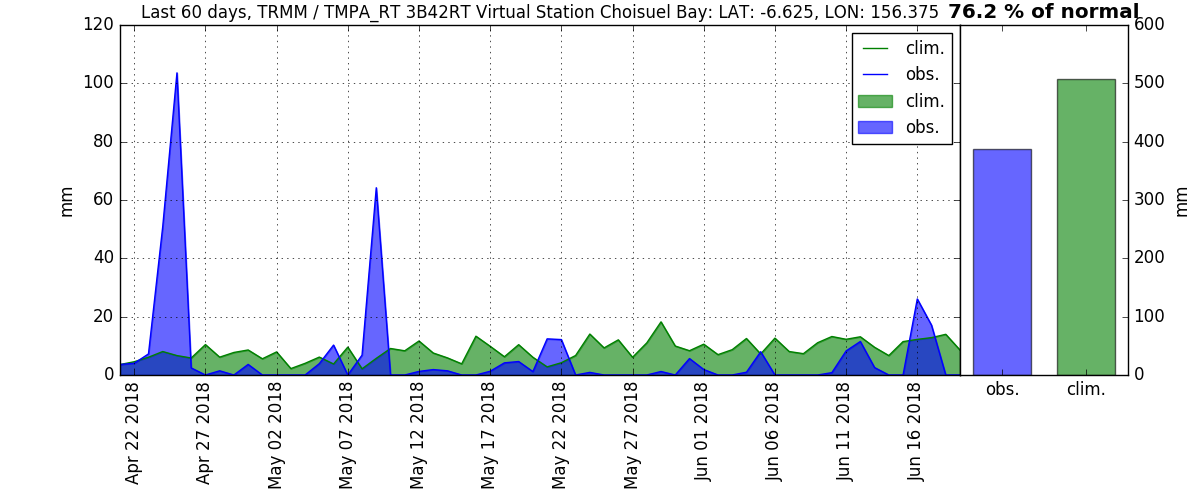 Last 60 days, TRMM / TMPA_RT 3B42RT Virtual Station Choisuel Bay: LAT: -6.625, LON: 156.375 76.2 % of normal
120
100
80
60
40
20
0
mm
clim.
obs.
clim.
obs.
600
500
400
300
200
100
0
mm
Apr 22 2018
Apr 27 2018
May 02 2018
May 07 2018
May 12 2018
May 17 2018
May 22 2018
May 27 2018
Jun 01 2018
Jun 06 2018
Jun 11 2018
Jun 16 2018
obs.
clim.